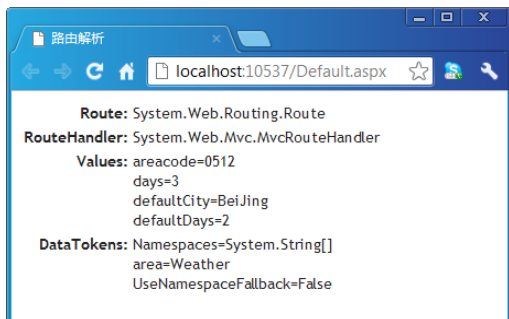 路由解析
localhost:10537/Default.aspx
Route: System.Web.Routing.Route
RouteHandler: System.Web.Mvc.MvcRouteHandler
Values: areacode=0512
days=3
defaultCity=BeiJing
defaultDays=2
DataTokens: Namespaces=System.String[]
area=Weather
UseNamespaceFallback=False